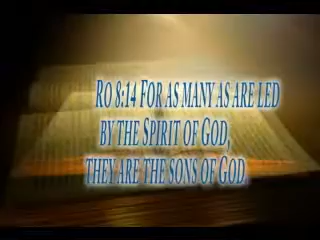 Ro 8:14 For as many as are led
by the Spirit of God,
they are the sons of God